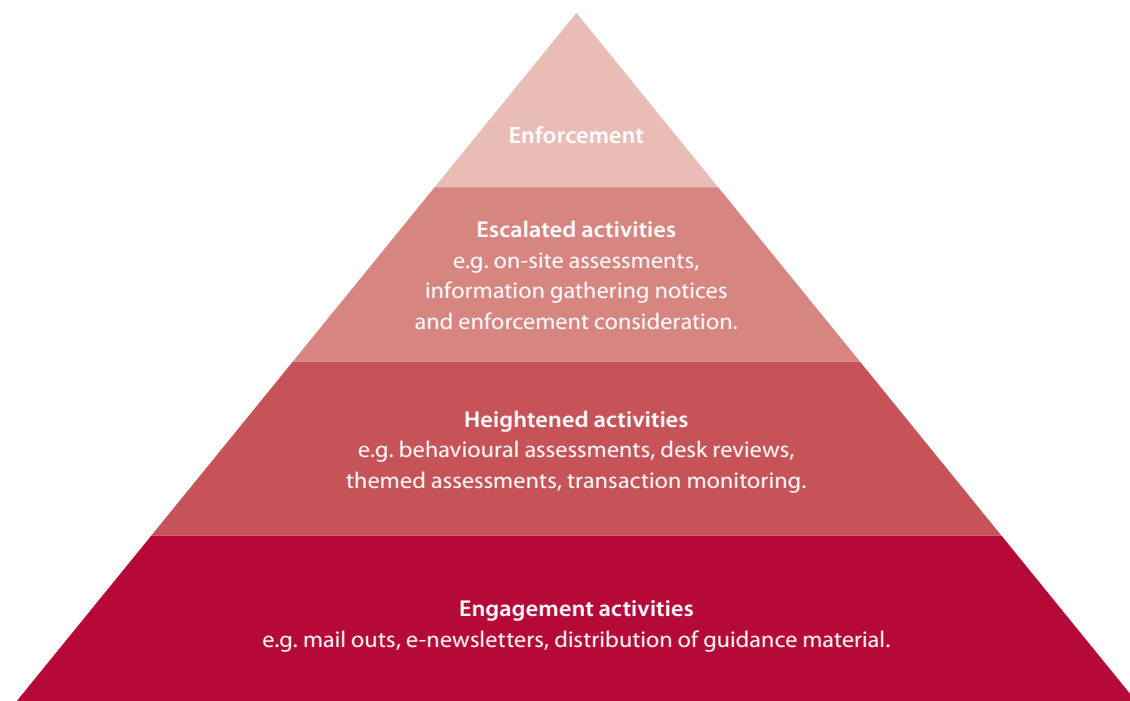 Enforcement
Escalated activities
e.g. on-site assessments,
information gathering notices
and enforcement consideration.
Heightened activities
e.g. behavioural assessments, desk reviews,
themed assessments, transaction monitoring.
Engagement activities
e.g. mail outs, e-newsletters, distribution of guidance material.